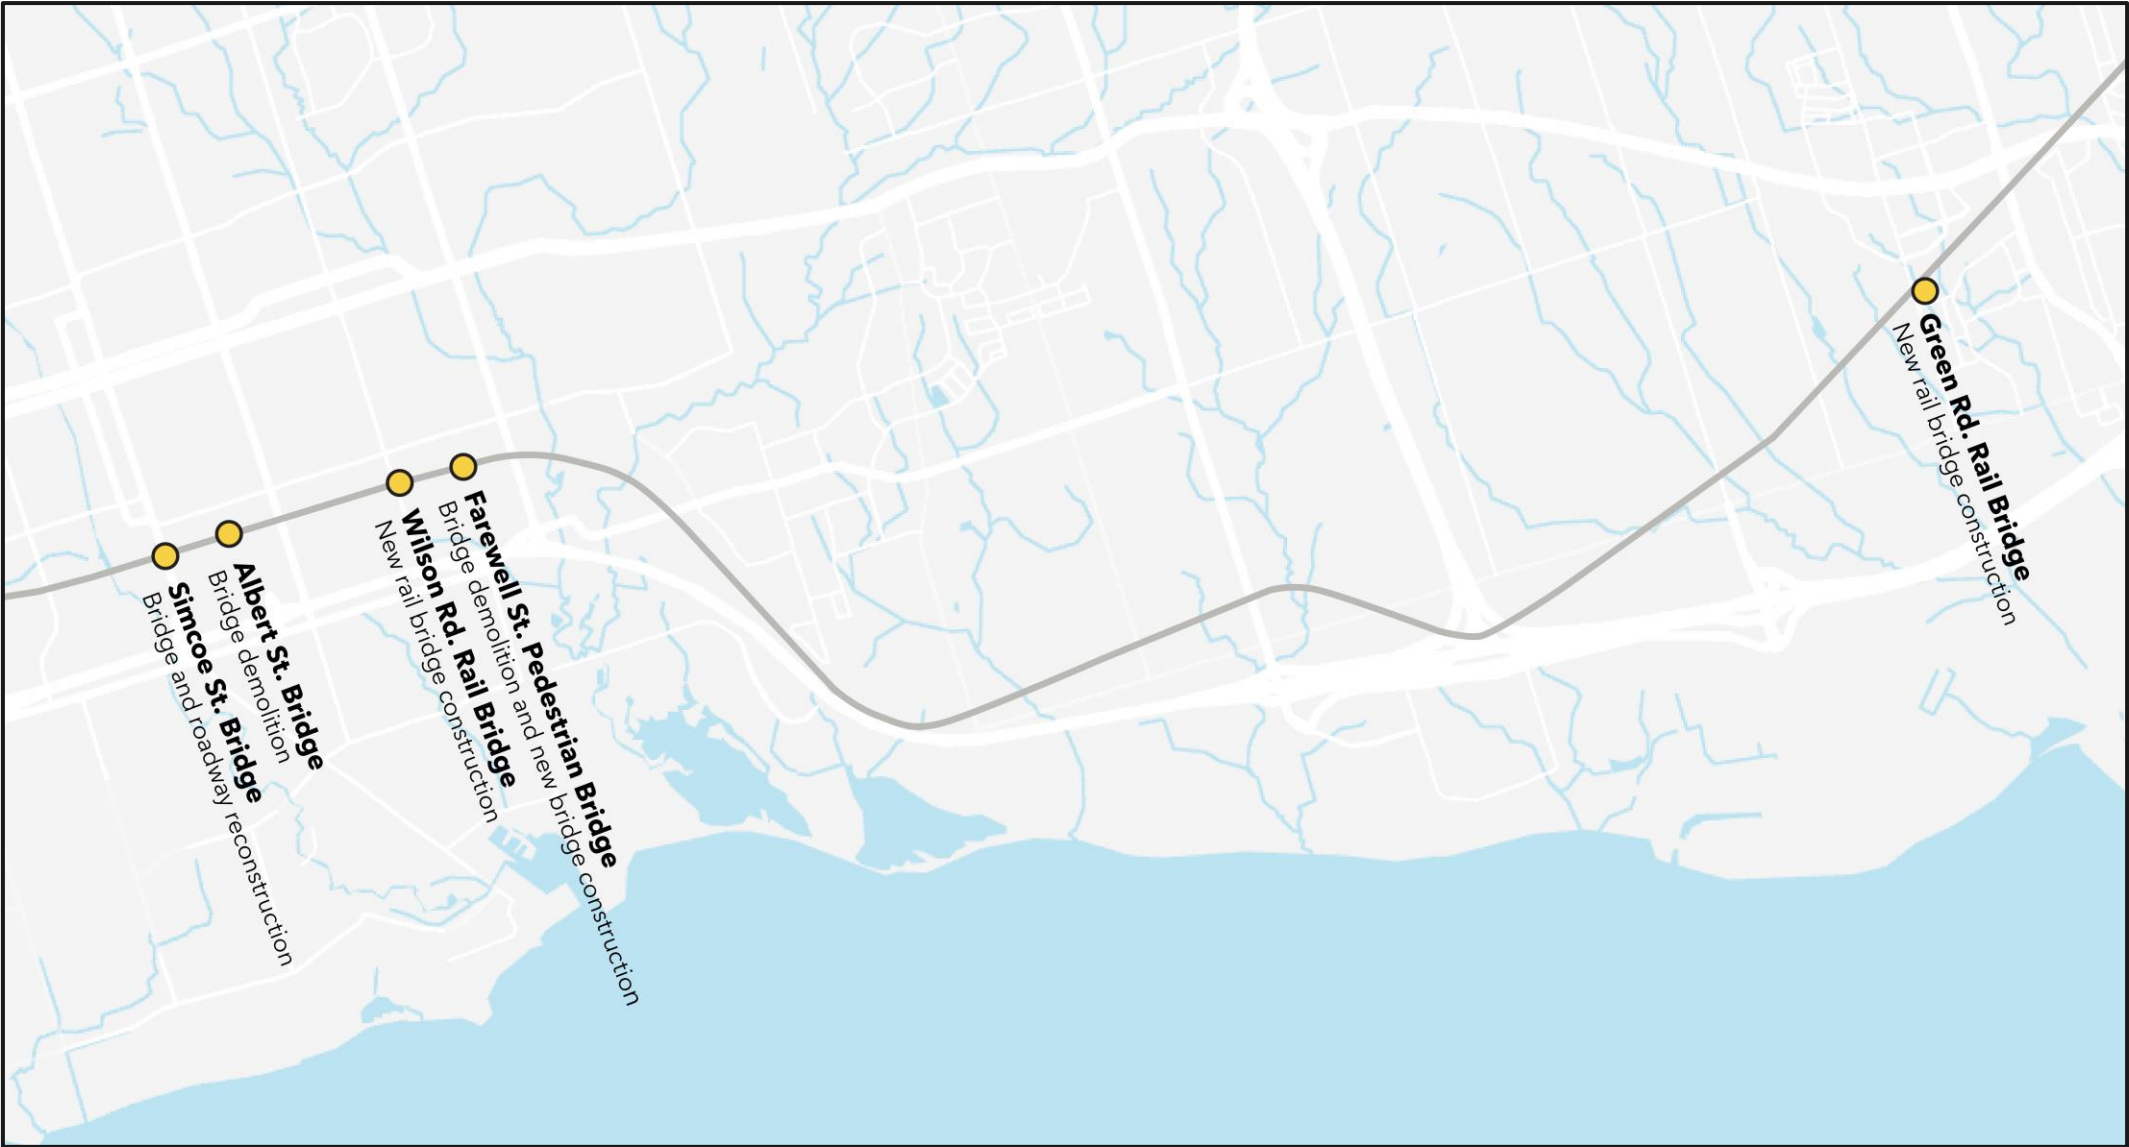 Simcoe St. Bridge
Bridge and roadway reconstruction
Albert St. Bridge
Bridge demolition
Wilson Rd. Rail Bridge
New rail bridge construction
Farewell St. Pedestrian Bridge
Bridge demolition and new bridge construction
Green Rd. Rail Bridge
New rail bridge construction